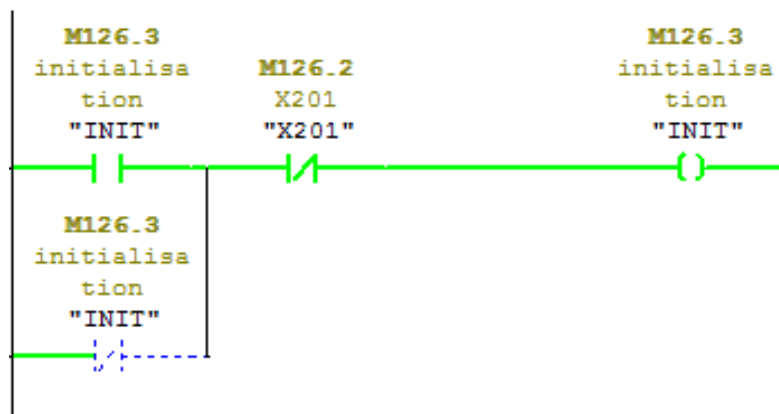 M126.3
initialisa
tion
"INIT"
M126.2
X201
"X201"
M126.3
initialisa
tion
"INIT"
M126.3
initialisa
tion
"INIT"